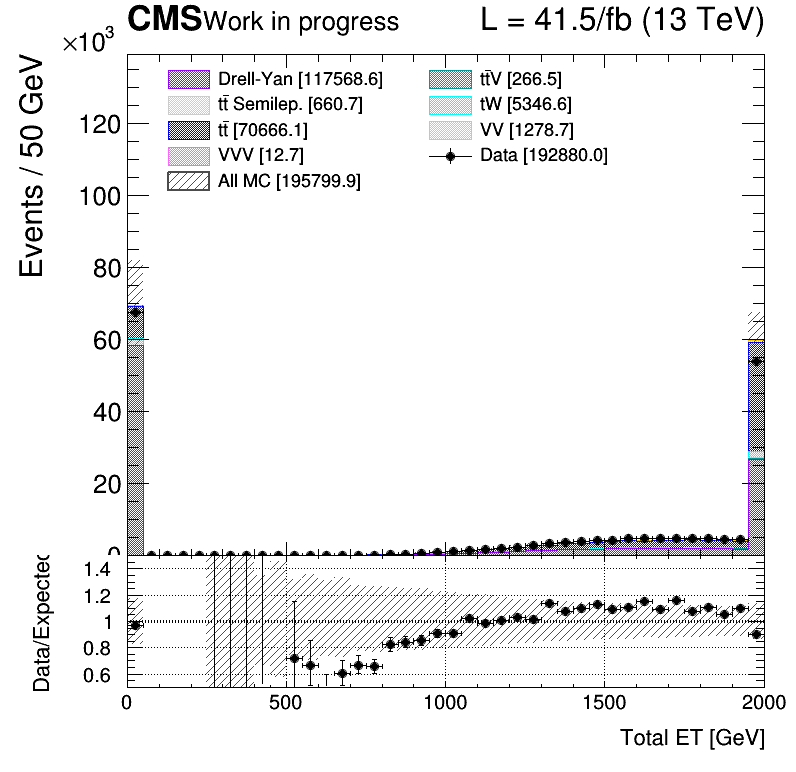 CMS Work in progress L = 41.5/fb (13 TeV)
×10³
Events / 50 GeV
Drell-Yan [117568.6]
tt̄ Semilep. [660.7]
tt̄ [70666.1]
VVV [12.7]
All MC [195799.9]
tt̄V [266.5]
tW [5346.6]
VV [1278.7]
Data [192880.0]
120
100
80
60
40
20
0
Data/Expected
1.4
1.2
1
0.8
0.6
0 500 1000 1500 2000
Total ET [GeV]